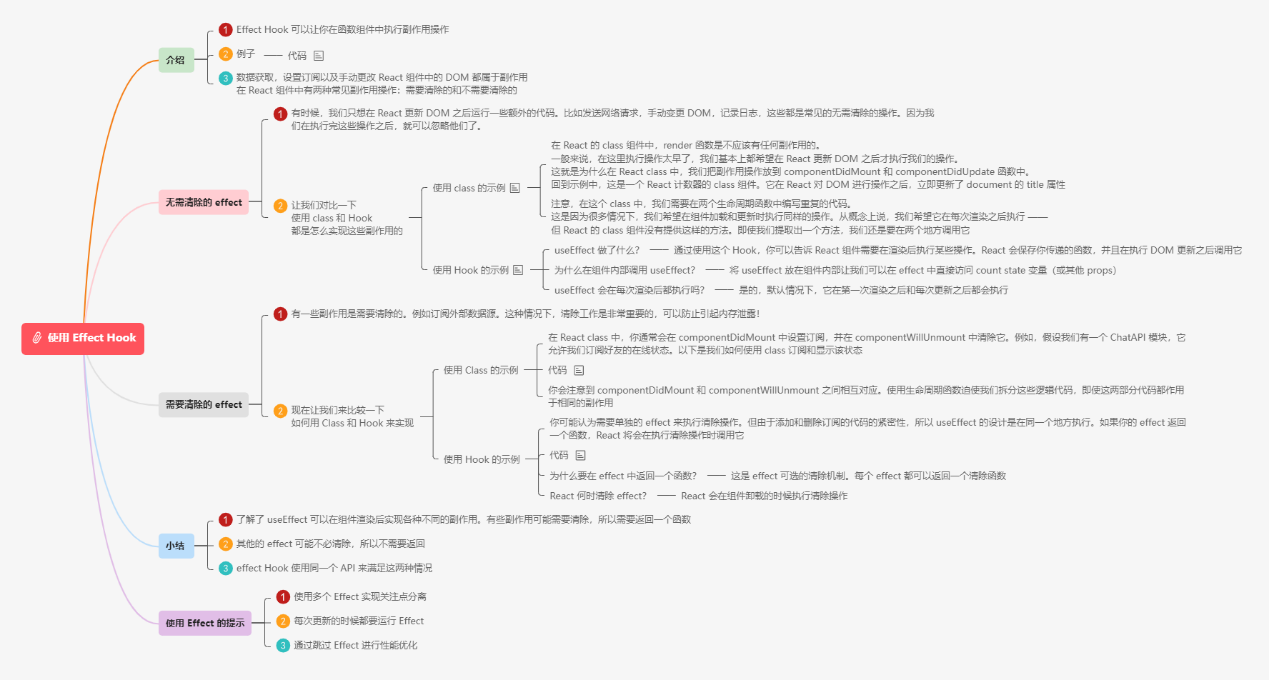 使用 Effect Hook
介绍
1 Effect Hook 可以让你在函数组件中执行副作用操作
2 例子
代码
3 数据获取，设置订阅以及手动更改 React 组件中的 DOM 都属于副作用
在 React 组件中有两种常见副作用操作：需要清除的和不需要清除的
无需清除的 effect
1 有时候，我们只想在 React 更新 DOM 之后运行一些额外的代码。比如发送网络请求，手动变更 DOM，记录日志，这些都是常见的无需清除的操作。因为我
们在执行完这些操作之后，就可以忽略他们了。
2 让我们对比一下
使用 class 和 Hook
都是怎么实现这些副作用的
使用 class 的示例
在 React 的 class 组件中，render 函数是不应该有任何副作用的。
一般来说，在这里执行操作太早了，我们基本上都希望在 React 更新 DOM 之后才执行我们的操作。
这就是为什么在 React class 中，我们把副作用操作放到 componentDidMount 和 componentDidUpdate 函数中。
回到示例中，这是一个 React 计数器的 class 组件。它在 React 对 DOM 进行操作之后，立即更新了 document 的 title 属性
注意，在这个 class 中，我们需要在两个生命周期函数中编写重复的代码。
这是因为很多情况下，我们希望在组件加载和更新时执行同样的操作。从概念上说，我们希望它在每次渲染之后执行 ——
但 React 的 class 组件没有提供这样的方法。即使我们提取出一个方法，我们还是要在两个地方调用它
使用 Hook 的示例
useEffect 做了什么？
通过使用这个 Hook，你可以告诉 React 组件需要在渲染后执行某些操作。React 会保存你传递的函数，并且在执行 DOM 更新之后调用它
为什么在组件内部调用 useEffect？
将 useEffect 放在组件内部让我们可以在 effect 中直接访问 count state 变量（或其他 props）
useEffect 会在每次渲染后都执行吗？
是的，默认情况下，它在第一次渲染之后和每次更新之后都会执行
需要清除的 effect
1 有一些副作用是需要清除的。例如订阅外部数据源。这种情况下，清除工作是非常重要的，可以防止引起内存泄露！
2 现在让我们来比较一下
如何用 Class 和 Hook 来实现
使用 Class 的示例
在 React class 中，你通常会在 componentDidMount 中设置订阅，并在 componentWillUnmount 中清除它。例如，假设我们有一个 ChatAPI 模块，它
允许我们订阅好友的在线状态。以下是我们如何使用 class 订阅和显示该状态
代码
你会注意到 componentDidMount 和 componentWillUnmount 之间相互对应。使用生命周期函数迫使我们拆分这些逻辑代码，即使这两部分代码都作用
于相同的副作用
使用 Hook 的示例
你可能认为需要单独的 effect 来执行清除操作。但由于添加和删除订阅的代码的紧密性，所以 useEffect 的设计是在同一个地方执行。如果你的 effect 返回
一个函数，React 将会在执行清除操作时调用它
代码
为什么要在 effect 中返回一个函数？
这是 effect 可选的清除机制。每个 effect 都可以返回一个清除函数
React 何时清除 effect？
React 会在组件卸载的时候执行清除操作
小结
1 了解了 useEffect 可以在组件渲染后实现各种不同的副作用。有些副作用可能需要清除，所以需要返回一个函数
2 其他的 effect 可能不必清除，所以不需要返回
3 effect Hook 使用同一个 API 来满足这两种情况
使用 Effect 的提示
1 使用多个 Effect 实现关注点分离
2 每次更新的时候都要运行 Effect
3 通过跳过 Effect 进行性能优化